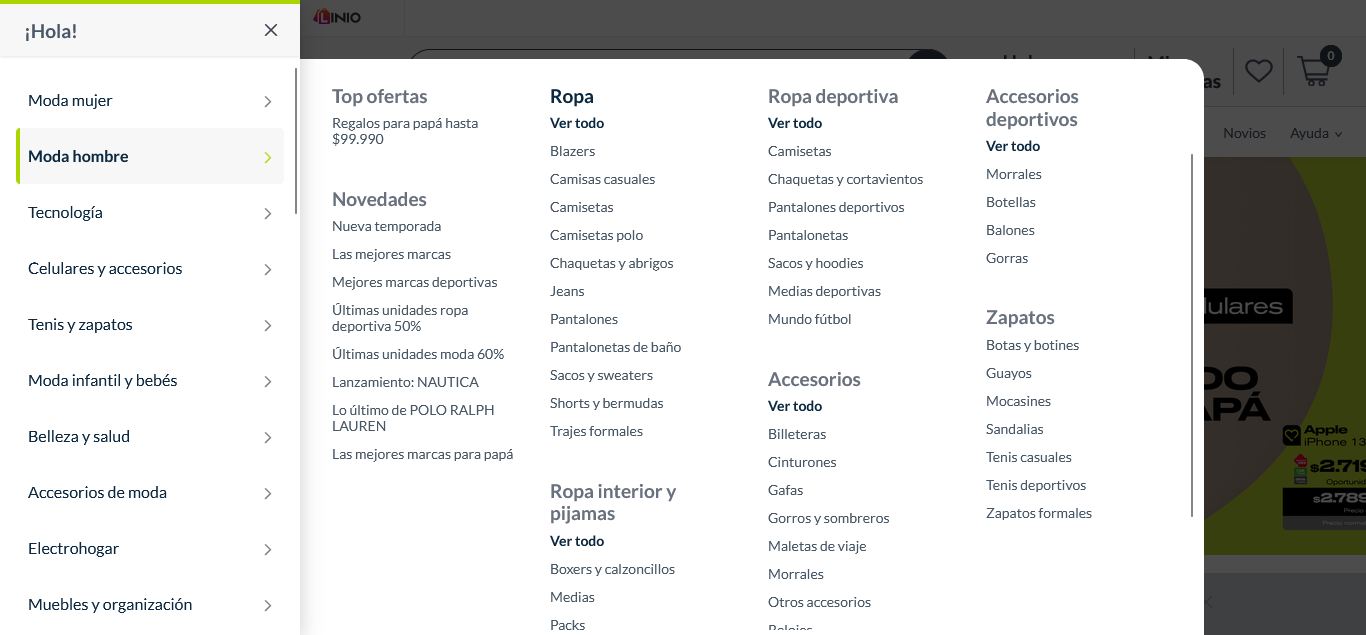 ¡Hola!
Moda mujer
Moda hombre
Tecnología
Celulares y accesorios
Tenis y zapatos
Moda infantil y bebés
Belleza y salud
Accesorios de moda
Electrohogar
Muebles y organización
LINIO
0
Novios
Ayuda
Top ofertas
Regalos para papá hasta
$99.990
Novedades
Nueva temporada
Las mejores marcas
Mejores marcas deportivas
Últimas unidades ropa
deportiva 50%
Últimas unidades moda 60%
Lanzamiento: NAUTICA
Lo último de POLO RALPH
LAUREN
Las mejores marcas para papá
Ropa
Ver todo
Blazers
Camisas casuales
Camisetas
Camisetas polo
Chaquetas y abrigos
Jeans
Pantalones
Pantalonetas de baño
Sacos y sweaters
Shorts y bermudas
Trajes formales
Ropa interior y
pijamas
Ver todo
Boxers y calzoncillos
Medias
Packs
Ropa deportiva
Ver todo
Camisetas
Chaquetas y cortavientos
Pantalones deportivos
Pantalonetas
Sacos y hoodies
Medias deportivas
Mundo fútbol
Accesorios
Ver todo
Billeteras
Cinturones
Gafas
Gorros y sombreros
Maletas de viaje
Morrales
Otros accesorios
Relojes
Accesorios
deportivos
Ver todo
Morrales
Botellas
Balones
Gorras
Zapatos
Botas y botines
Guayos
Mocasines
Sandalias
Tenis casuales
Tenis deportivos
Zapatos formales
lulares
DO
APÁ
Apple
iPhone 13
$2.719
$2.789